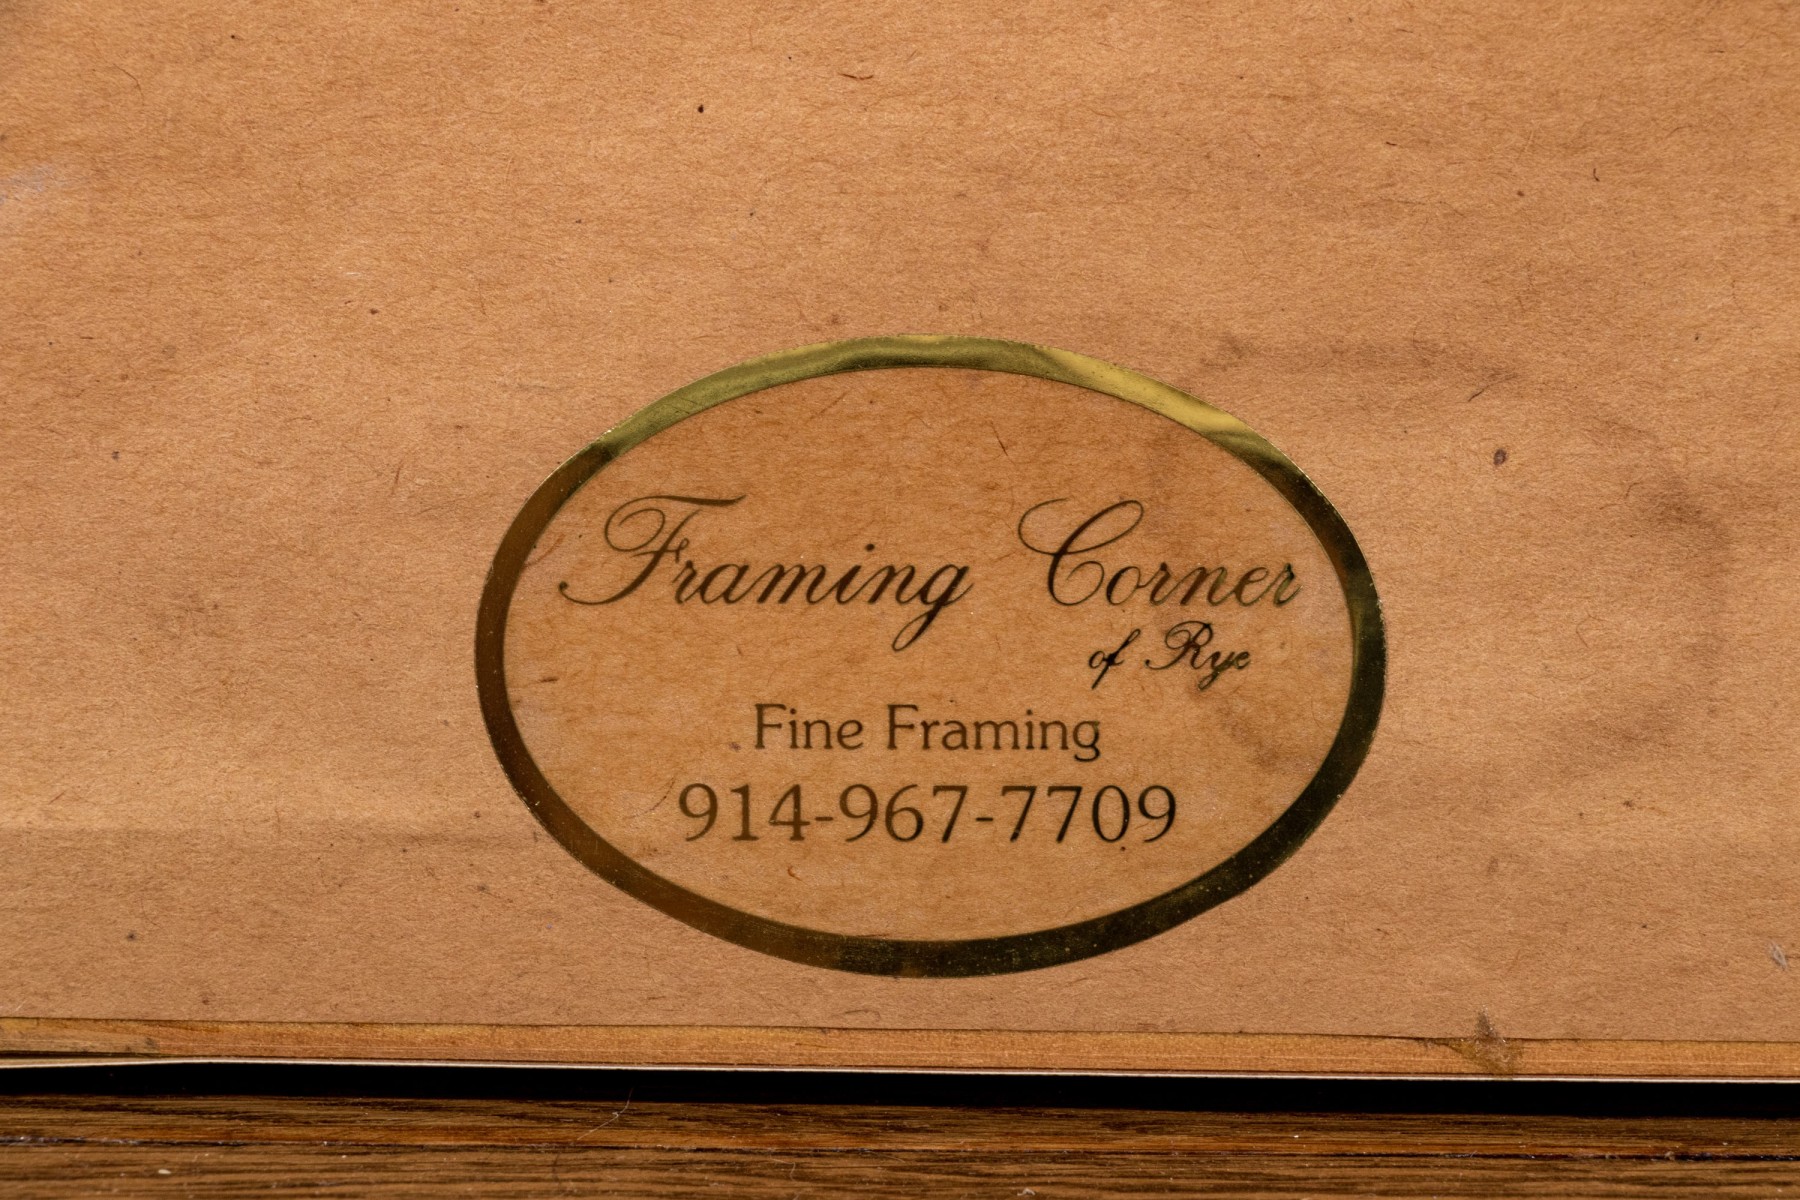 Framing Corner
of Rye
Fine Framing
914-967-7709